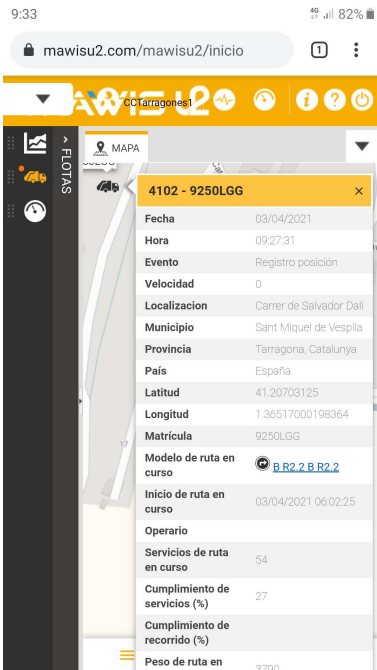 9:33
4G
82%
mawisu2.com/mawisu2/inicio
1
CCTarragones1
FLOTAS
MAPA
4102 - 9250LGG
Fecha 03/04/2021
Hora 09:27:31
Evento Registro posición
Velocidad 0
Localizacion Carrer de Salvador Dalí
Municipio Sant Miquel de Vespila
Provincia Tarragona, Catalunya
País España
Latitud 41.20703125
Longitud 1.36517000198364
Matrícula 9250LGG
Modelo de ruta en
curso B R2.2 B R2.2
Inicio de ruta en
curso 03/04/2021 06:02:25
Operario
Servicios de ruta
en curso 54
Cumplimiento de
servicios (%) 27
Cumplimiento de
recorrido (%)
Peso de ruta en
3790
17